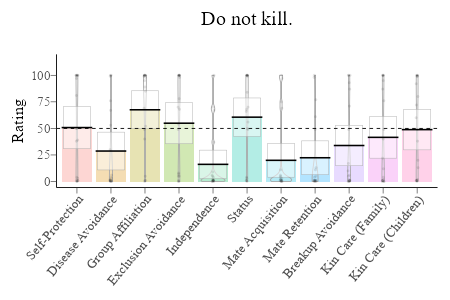 Do not kill.
Rating
100
75
50
25
0
Self-Protection
Disease Avoidance
Group Affiliation
Exclusion Avoidance
Independence
Status
Mate Acquisition
Mate Retention
Breakup Avoidance
Kin Care (Family)
Kin Care (Children)